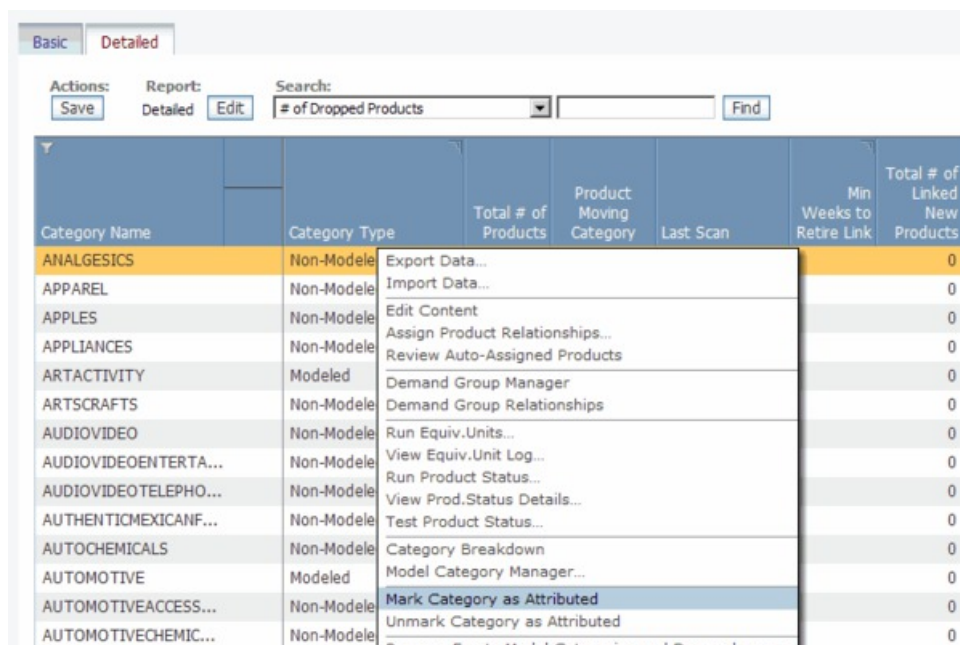 Basic Detailed
Actions: Report: Search:
Save Detailed Edit # of Dropped Products Find
Category Name Category Type Total # of Products Product Moving Category Last Scan Min Weeks to Retire Link Total # of Linked New Products
ANALGESICS Non-Modele 0
APPAREL Non-Modele 0
APPLES Non-Modele 0
APPLIANCES Non-Modele 0
ARTACTIVITY Modeled 0
ARTSCRAFTS Non-Modele 0
AUDIOVIDEO Non-Modele 0
AUDIOVIDEOENTERTA... Non-Modele 0
AUDIOVIDEOTELEPHO... Non-Modele 0
AUTHENTICMEXICANF... Non-Modele 0
AUTOCHEMICALS Non-Modele 0
AUTOMOTIVE Modeled 0
AUTOMOTIVEACCESS... Non-Modele 0
AUTOMOTIVECHEMIC... Non-Modele 0
Export Data...
Import Data...
Edit Content
Assign Product Relationships...
Review Auto-Assigned Products
Demand Group Manager
Demand Group Relationships
Run Equiv.Units...
View Equiv.Unit Log...
Run Product Status...
View Prod.Status Details...
Test Product Status...
Category Breakdown
Model Category Manager...
Mark Category as Attributed
Unmark Category as Attributed